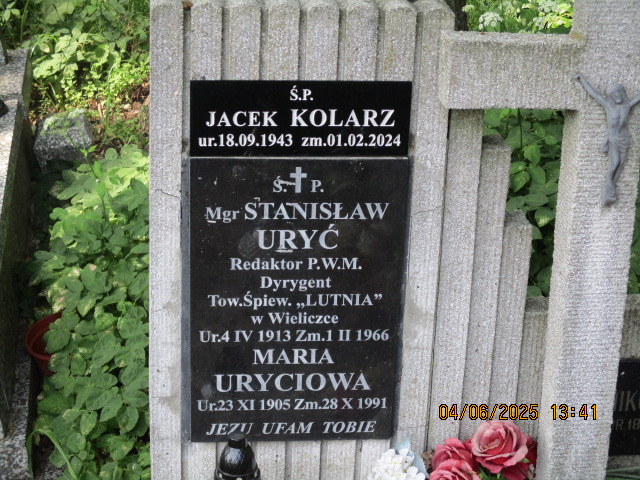 Ś.P.
JACEK KOLARZ
ur.18.09.1943 zm.01.02.2024
Ś. P.
Mgr STANISŁAW
URYĆ
Redaktor P.W.M.
Dyrygent
Tow.Śpiew. „LUTNIA”
w Wieliczce
Ur.4 IV 1913 Zm.1 II 1966
MARIA
URYCIOWA
Ur.23 XI 1905 Zm.28 X 1991
JEZU UFAM TOBIE
04/06/2025 13:41